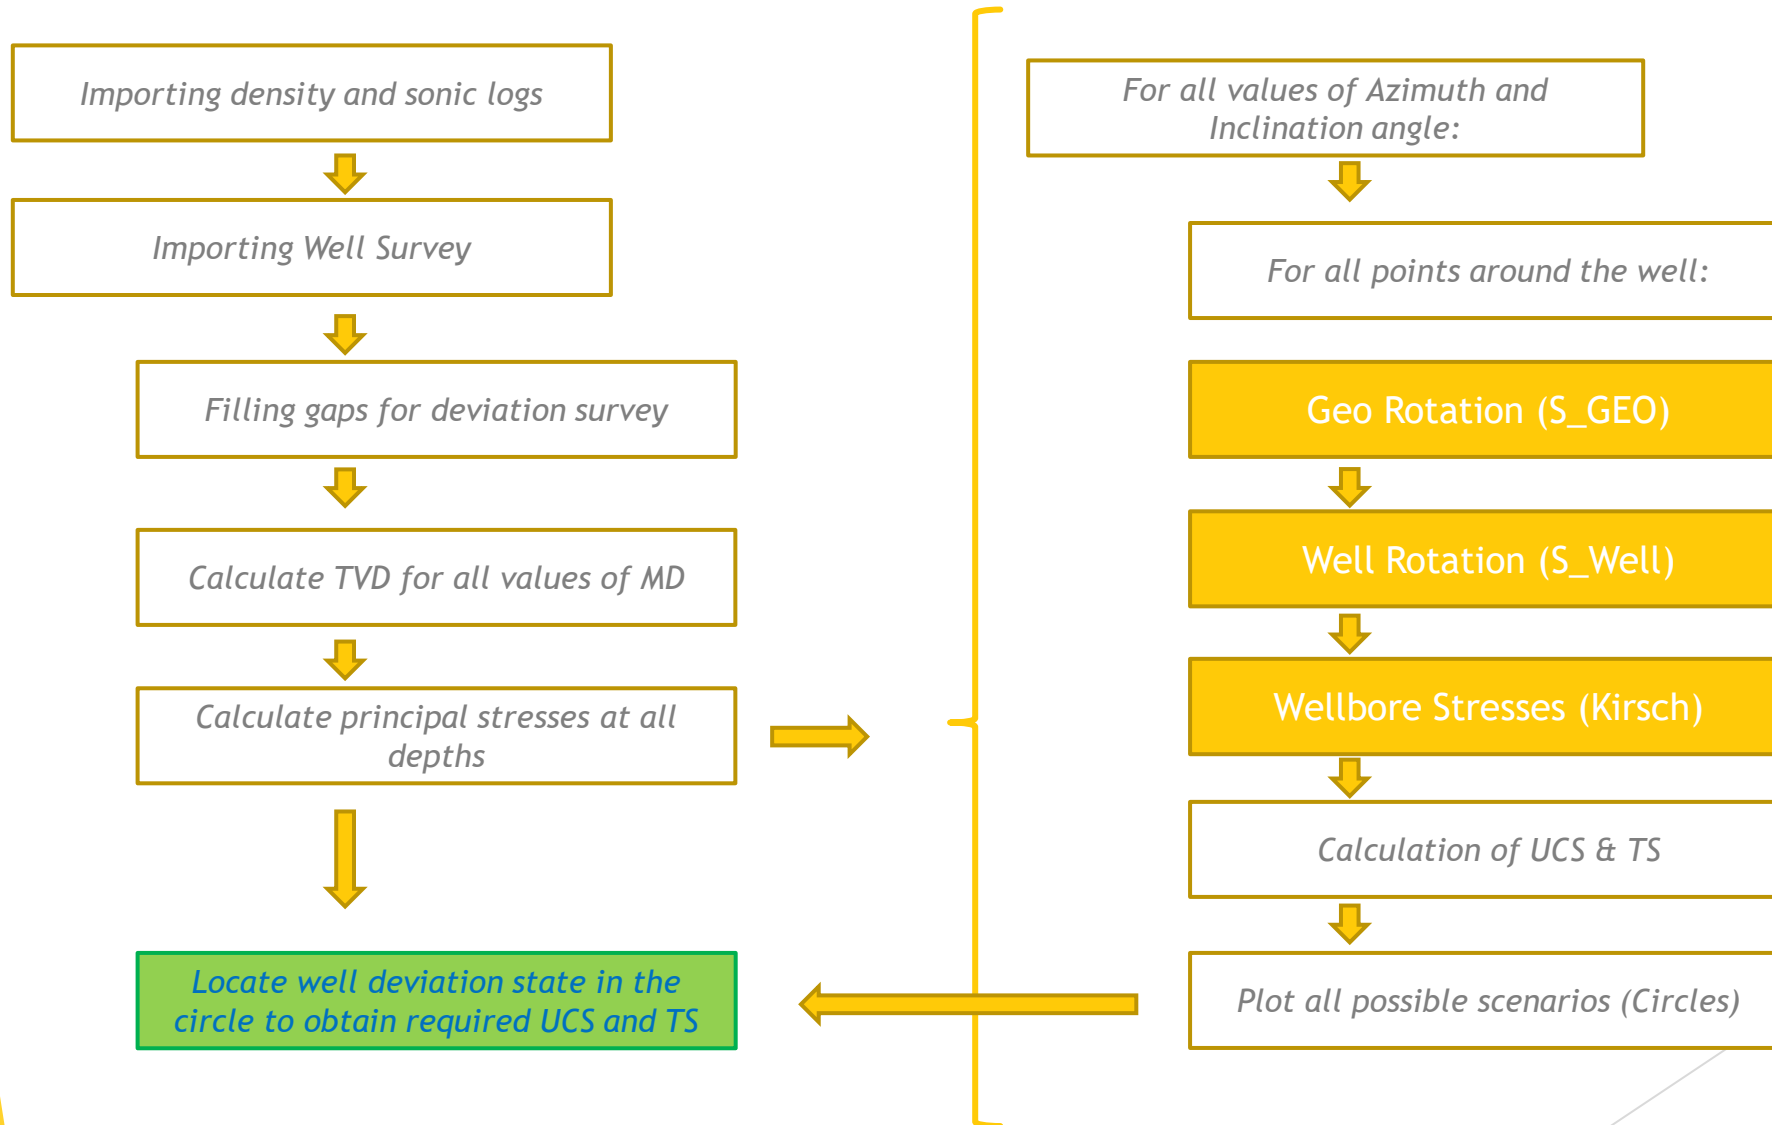 Importing density and sonic logs
Importing Well Survey
Filling gaps for deviation survey
Calculate TVD for all values of MD
Calculate principal stresses at all
depths
Locate well deviation state in the
circle to obtain required UCS and TS
For all values of Azimuth and
Inclination angle:
For all points around the well:
Geo Rotation (S_GEO)
Well Rotation (S_Well)
Wellbore Stresses (Kirsch)
Calculation of UCS & TS
Plot all possible scenarios (Circles)